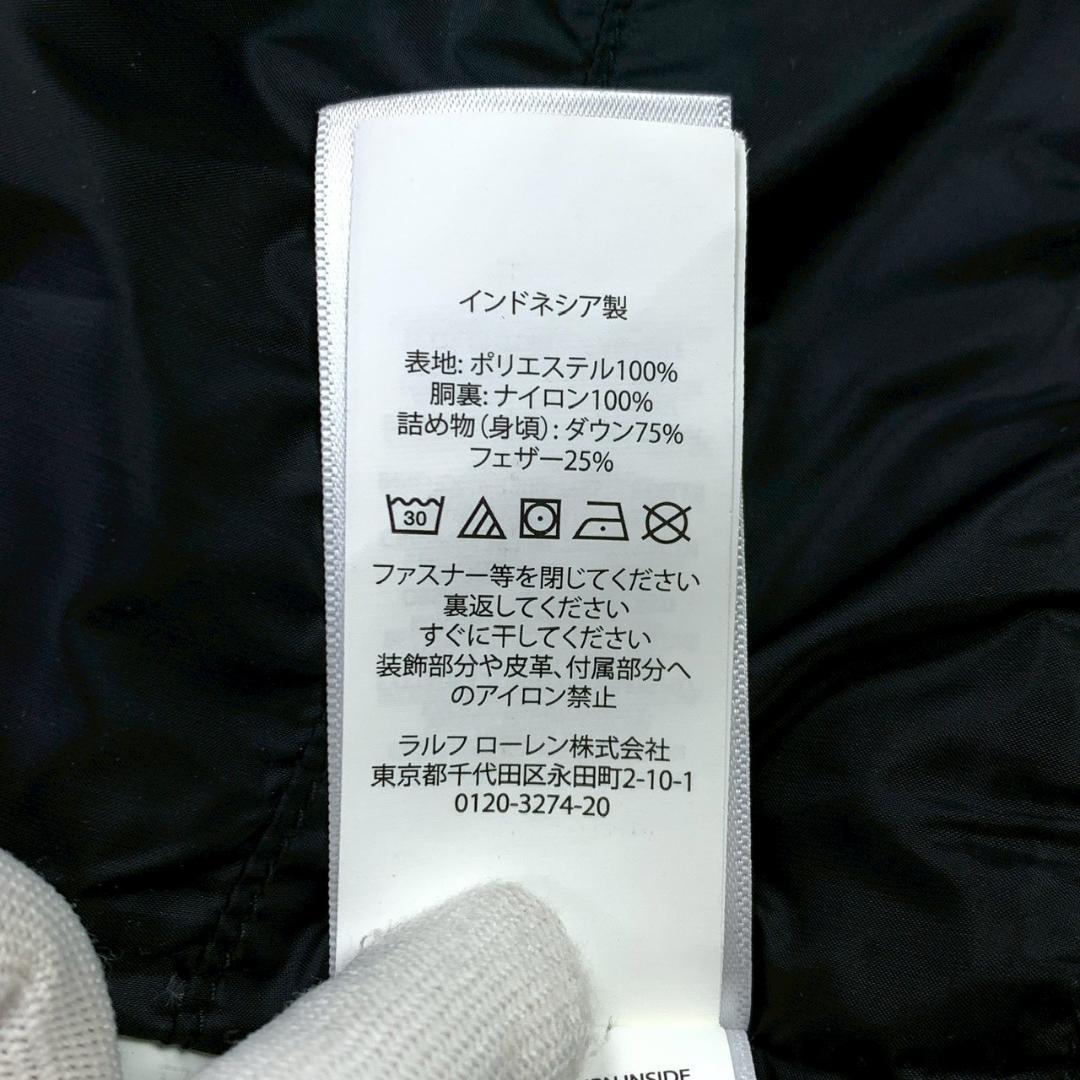 インドネシア製
表地: ポリエステル100%
胴裏: ナイロン100%
詰め物（身頃）: ダウン75%
フェザー25%
30
ファスナー等を閉じてください
裏返してください
すぐに干してください
装飾部分や皮革、付属部分へ
のアイロン禁止
ラルフ ローレン株式会社
東京都千代田区永田町2-10-1
0120-3274-20
INSIDE